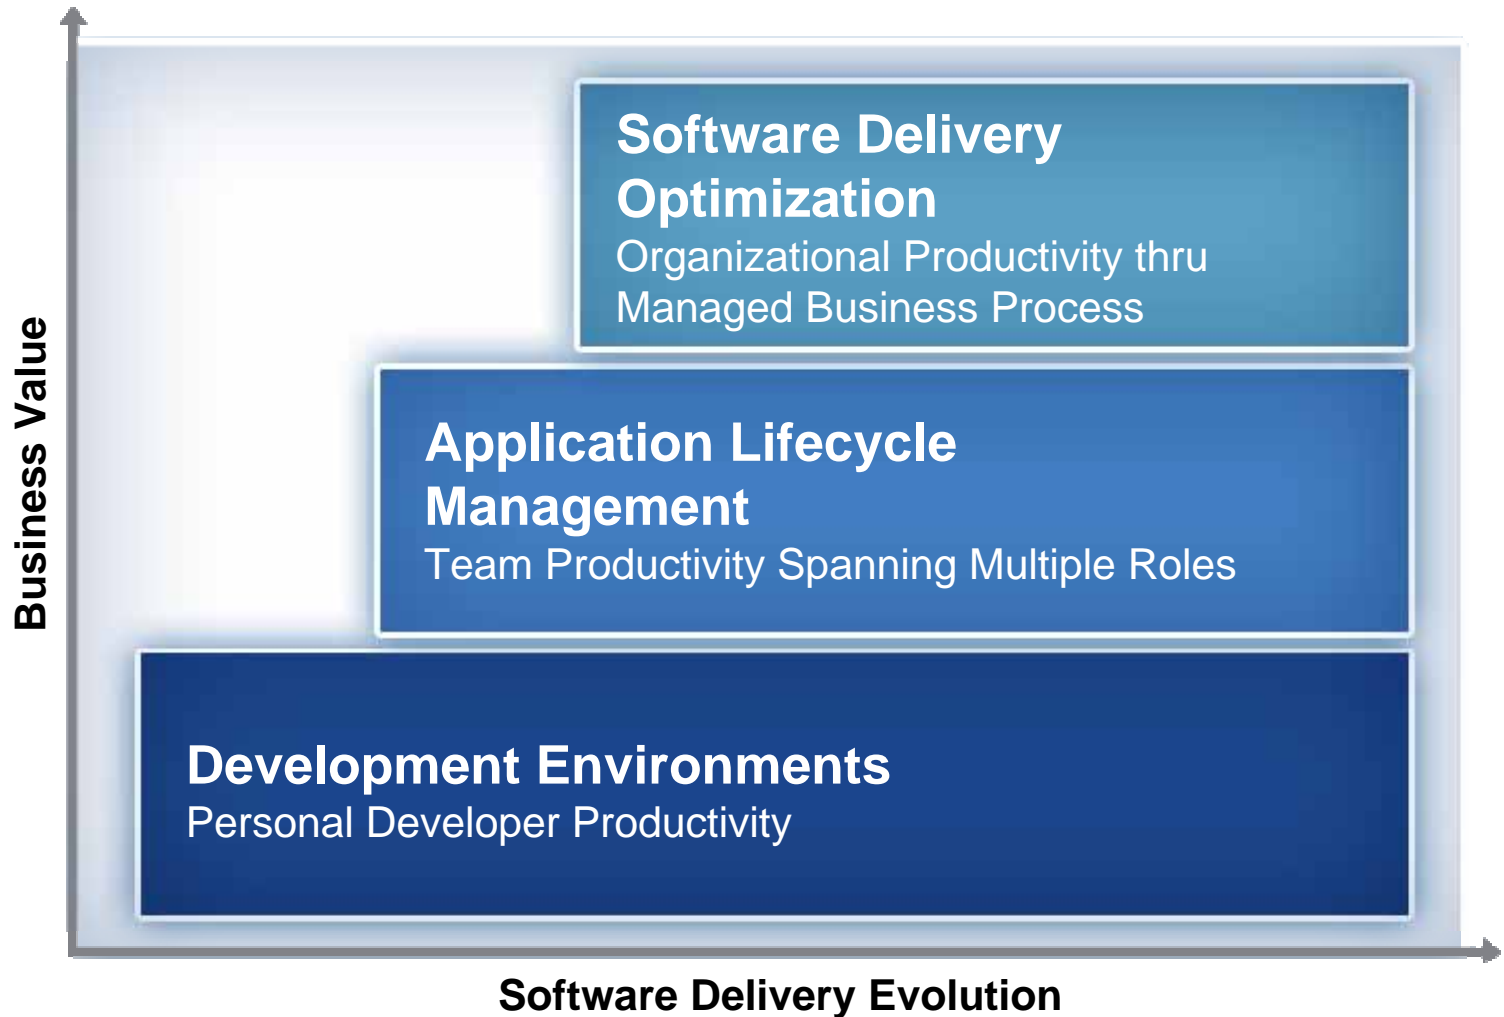 Software Delivery
Optimization
Organizational Productivity thru
Managed Business Process
Application Lifecycle
Management
Team Productivity Spanning Multiple Roles
Development Environments
Personal Developer Productivity
Business Value
Software Delivery Evolution